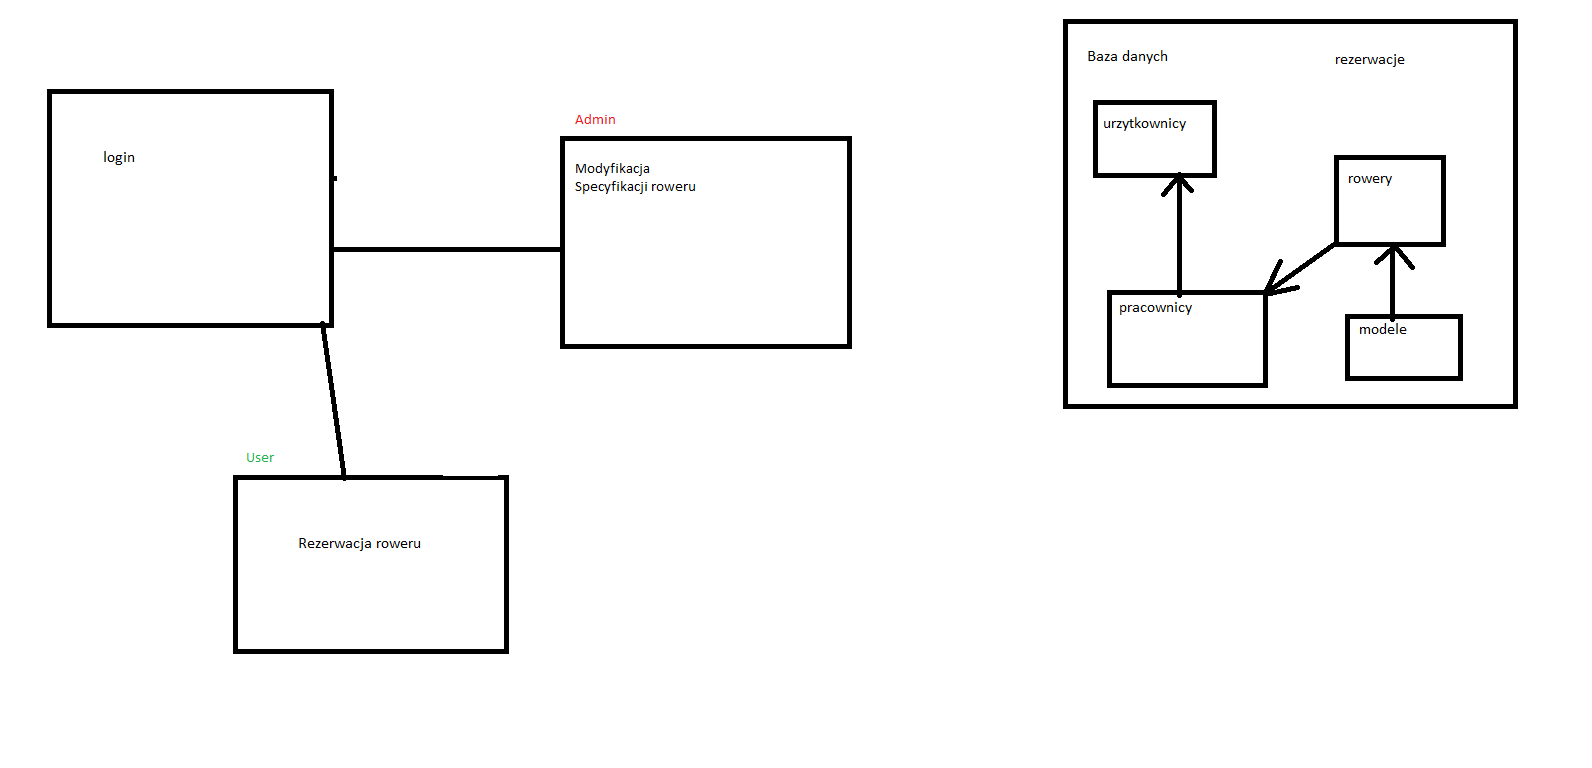 login
Admin
Modyfikacja
Specyfikacji roweru
User
Rezerwacja roweru
Baza danych
rezerwacje
urzytkownicy
rowery
pracownicy
modele